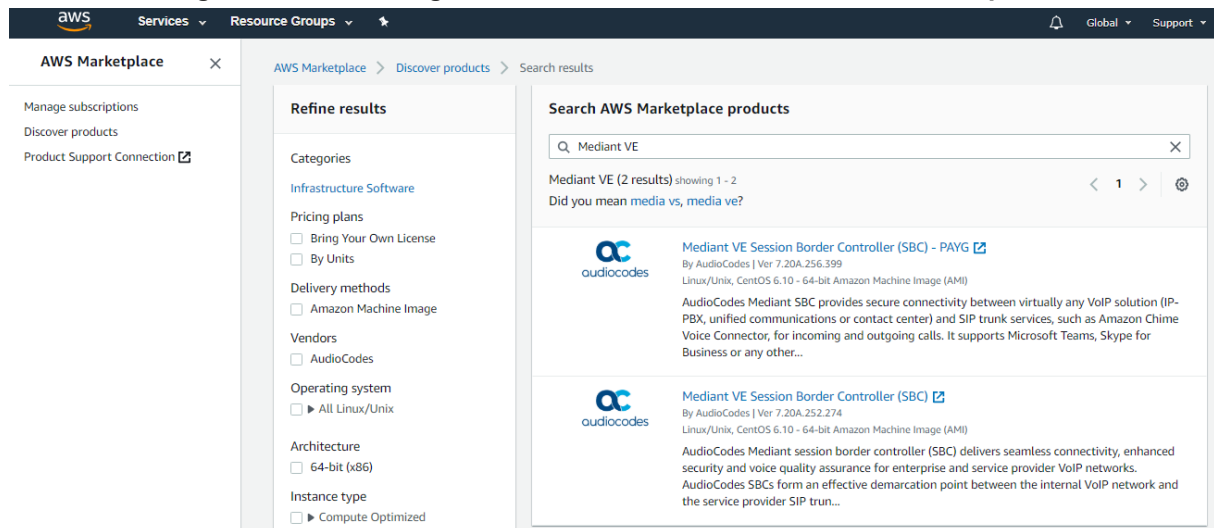 aws Services Resource Groups Global Support
AWS Marketplace
Manage subscriptions
Discover products
Product Support Connection
AWS Marketplace > Discover products > Search results
Refine results
Categories
Infrastructure Software
Pricing plans
Bring Your Own License
By Units
Delivery methods
Amazon Machine Image
Vendors
AudioCodes
Operating system
All Linux/Unix
Architecture
64-bit (x86)
Instance type
Compute Optimized
Search AWS Marketplace products
Mediant VE
Mediant VE (2 results) showing 1 - 2
< 1 >
Did you mean media vs, media ve?
audiocodes
Mediant VE Session Border Controller (SBC) - PAYG
By AudioCodes | Ver 7.20A.256.399
Linux/Unix, CentOS 6.10 - 64-bit Amazon Machine Image (AMI)
AudioCodes Mediant SBC provides secure connectivity between virtually any VoIP solution (IP-
PBX, unified communications or contact center) and SIP trunk services, such as Amazon Chime
Voice Connector, for incoming and outgoing calls. It supports Microsoft Teams, Skype for
Business or any other...
audiocodes
Mediant VE Session Border Controller (SBC)
By AudioCodes | Ver 7.20A.252.274
Linux/Unix, CentOS 6.10 - 64-bit Amazon Machine Image (AMI)
AudioCodes Mediant session border controller (SBC) delivers seamless connectivity, enhanced
security and voice quality assurance for enterprise and service provider VoIP networks.
AudioCodes SBCs form an effective demarcation point between the internal VoIP network and
the service provider SIP trun...